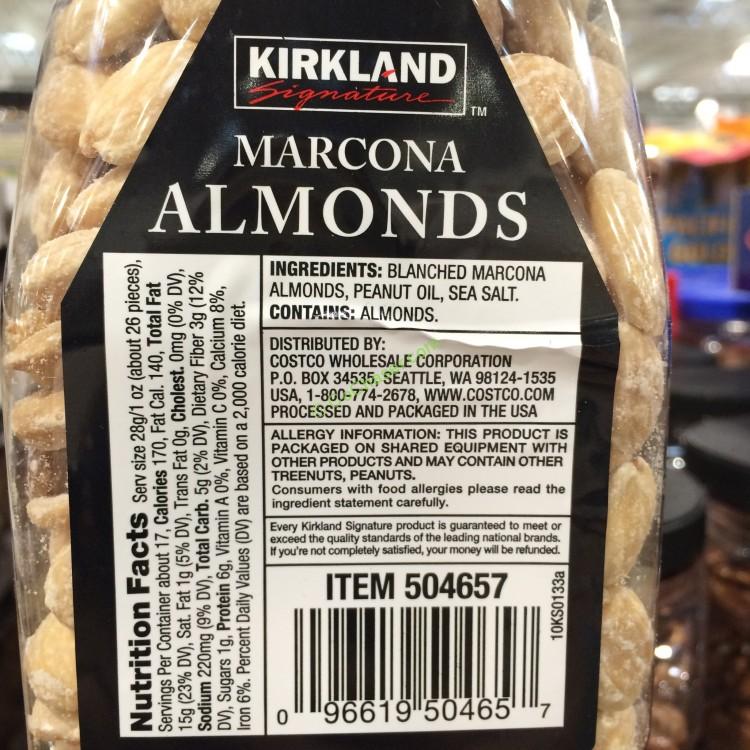 KIRKLAND
Signature
TM
MARCONA
ALMONDS
Nutrition Facts Serv size 28g/1 oz (about 26 pieces),
Servings Per Container about 17, Calories 170, Fat Cal. 140, Total Fat
15g (23% DV), Sat. Fat 1g (5% DV), Trans Fat 0g, Cholest. 0mg (0% DV),
Sodium 220mg (9% DV), Total Carb. 5g (2% DV), Dietary Fiber 3g (12%
DV), Sugars 1g, Protein 6g, Vitamin A 0%, Vitamin C 0%, Calcium 8%,
Iron 6%. Percent Daily Values (DV) are based on a 2,000 calorie diet.
INGREDIENTS: BLANCHED MARCONA
ALMONDS, PEANUT OIL, SEA SALT.
CONTAINS: ALMONDS.
DISTRIBUTED BY:
COSTCO WHOLESALE CORPORATION
P.O. BOX 34535 SEATTLE, WA 98124-1535
USA, 1-800-774-2678, WWW.COSTCO.COM
PROCESSED AND PACKAGED IN THE USA
ALLERGY INFORMATION: THIS PRODUCT IS
PACKAGED ON SHARED EQUIPMENT WITH
OTHER PRODUCTS AND MAY CONTAIN OTHER
TREENUTS, PEANUTS.
Consumers with food allergies please read the
ingredient statement carefully.
Every Kirkland Signature product is guaranteed to meet or
exceed the quality standards of the leading national brands.
If you're not completely satisfied, your money will be refunded.
ITEM 504657
10KS0133a
0 96619 50465 7